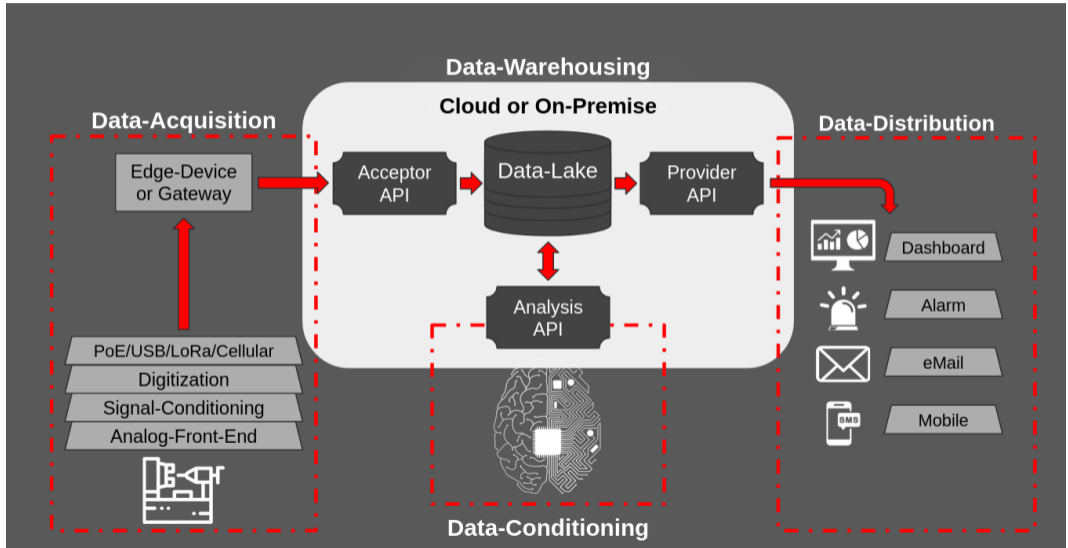 Data-Warehousing
Cloud or On-Premise
Data-Acquisition
Data-Distribution
Edge-Device
or Gateway
Acceptor
API
Data-Lake
Provider
API
Analysis
API
PoE/USB/LoRa/Cellular
Digitization
Signal-Conditioning
Analog-Front-End
Dashboard
Alarm
eMail
SMS
Mobile
Data-Conditioning